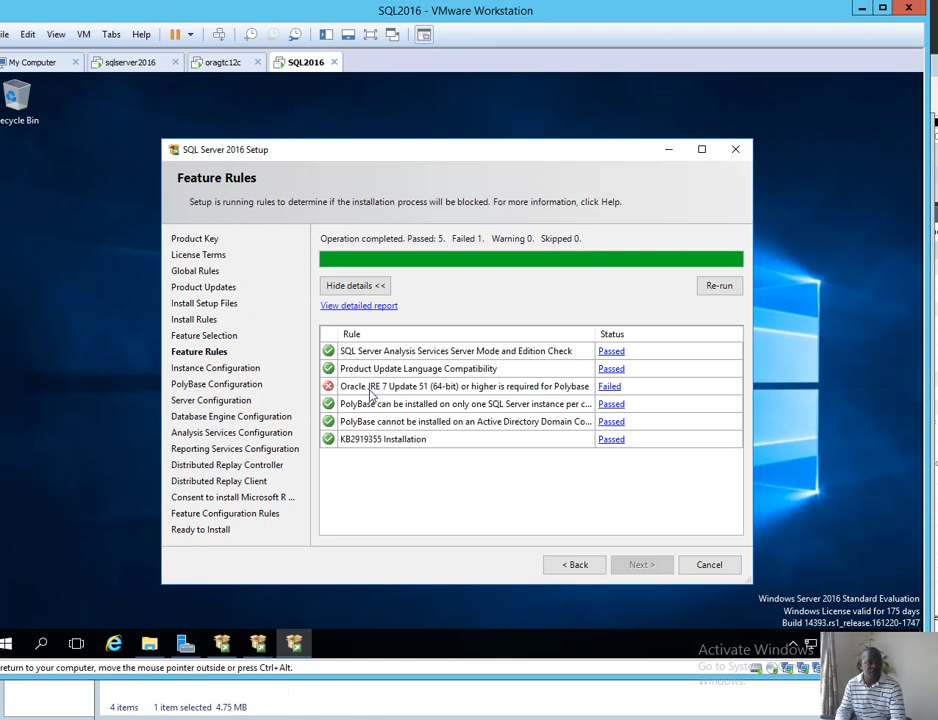 SQL2016 - VMware Workstation
ile Edit View VM Tabs Help
My Computer sqlserver2016 oragtc12c SQL2016
ecycle Bin
SQL Server 2016 Setup
Feature Rules
Setup is running rules to determine if the installation process will be blocked. For more information, click Help.
Product Key
License Terms
Global Rules
Product Updates
Install Setup Files
Install Rules
Feature Selection
Feature Rules
Instance Configuration
PolyBase Configuration
Server Configuration
Database Engine Configuration
Analysis Services Configuration
Reporting Services Configuration
Distributed Replay Controller
Distributed Replay Client
Consent to install Microsoft R ...
Feature Configuration Rules
Ready to Install
Operation completed. Passed: 5. Failed 1. Warning 0. Skipped 0.
Hide details <<
Re-run
View detailed report
Rule Status
SQL Server Analysis Services Server Mode and Edition Check Passed
Product Update Language Compatibility Passed
Oracle JRE 7 Update 51 (64-bit) or higher is required for Polybase Failed
PolyBase can be installed on only one SQL Server instance per c... Passed
PolyBase cannot be installed on an Active Directory Domain Co... Passed
KB2919355 Installation Passed
< Back Next > Cancel
Windows Server 2016 Standard Evaluation
Windows License valid for 175 days
Build 14393.rs1_release.161220-1747
Activate Windows
Go to Syst
Windows.
return to your computer, move the mouse pointer outside or press Ctrl+Alt.
4 items 1 item selected 4.75 MB